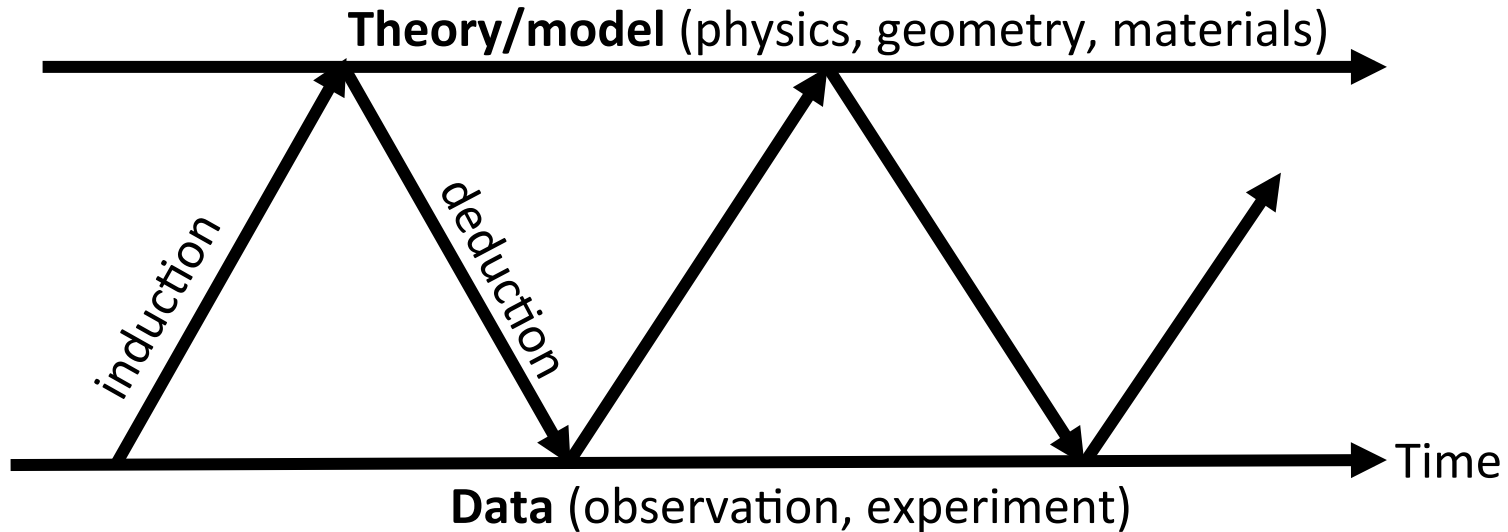 Theory/model (physics, geometry, materials)
induction
deduction
Time
Data (observation, experiment)